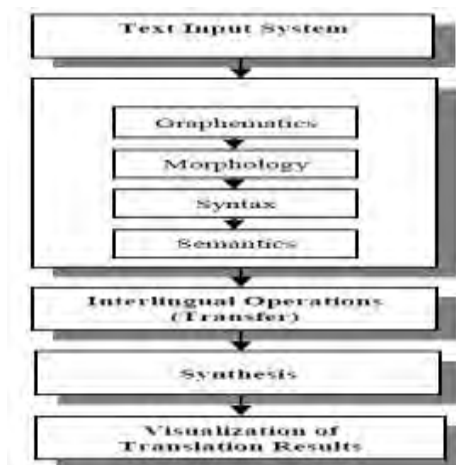 Text Input System
Graphematics
Morphology
Syntax
Semantics
Interlingual Operations
(Transfer)
Synthesis
Visualization of
Translation Results